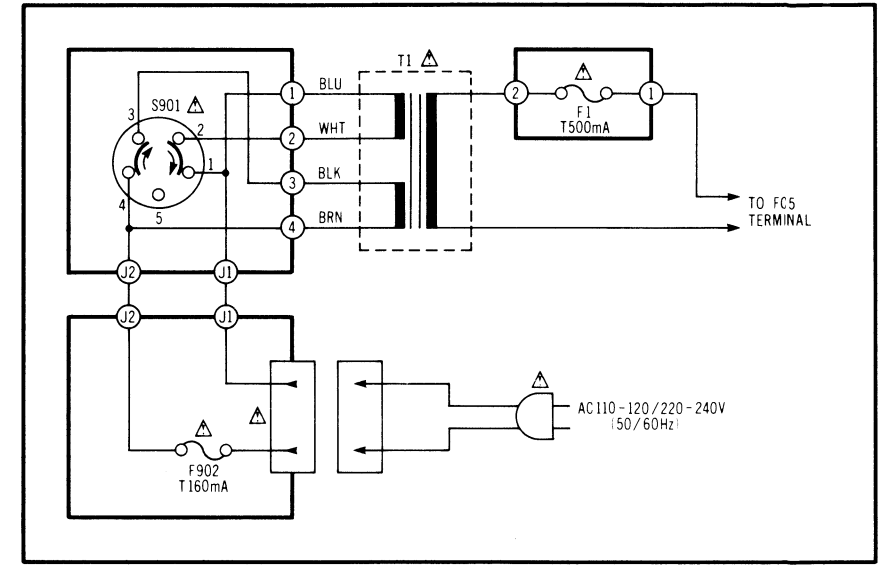 T1
BLU
1
2
1
S901
3
2
F1
T500mA
WHT
2
1
BLK
3
TO FC5
TERMINAL
4
5
BRN
4
J2
J1
J2
J1
AC110-120/220-240V
(50/60Hz)
F902
T160mA